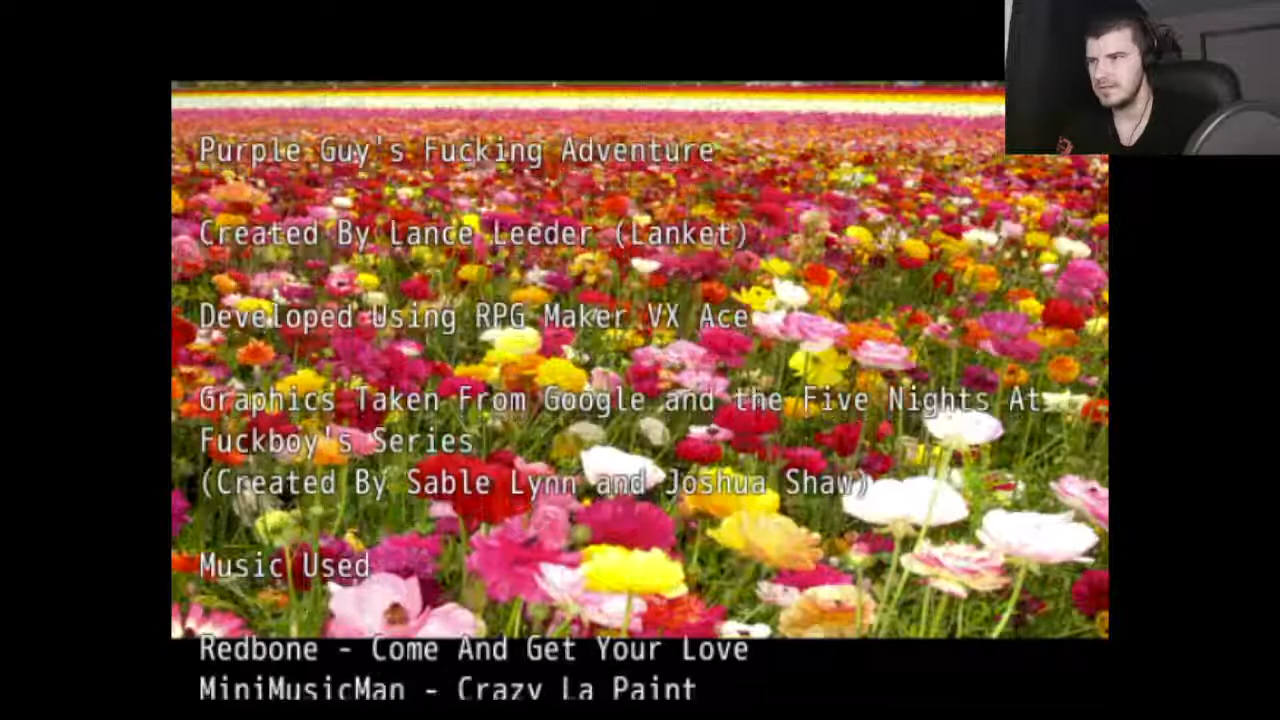 Purple Guy's Fucking Adventure
Created By Lance Leeder (Lanket)
Developed Using RPG Maker VX Ace
Graphics Taken From Google and the Five Nights At
Fuckboy's Series
(Created By Sable Lynn and Joshua Shaw)
Music Used
Redbone - Come And Get Your Love
MiniMusicMan - Crazy La Paint